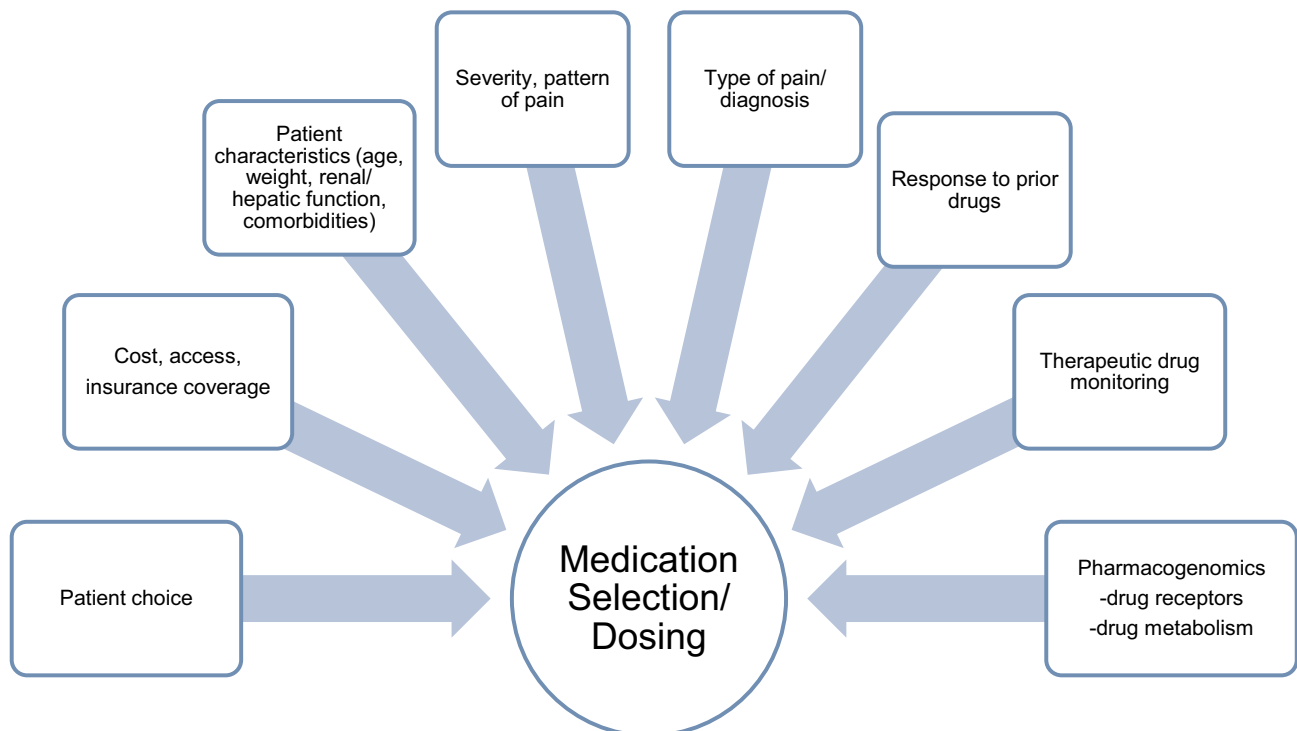 Severity, pattern
of pain
Type of pain/
diagnosis
Patient
characteristics (age,
weight, renal/
hepatic function,
comorbidities)
Response to prior
drugs
Cost, access,
insurance coverage
Therapeutic drug
monitoring
Patient choice
Medication
Selection/
Dosing
Pharmacogenomics
-drug receptors
-drug metabolism